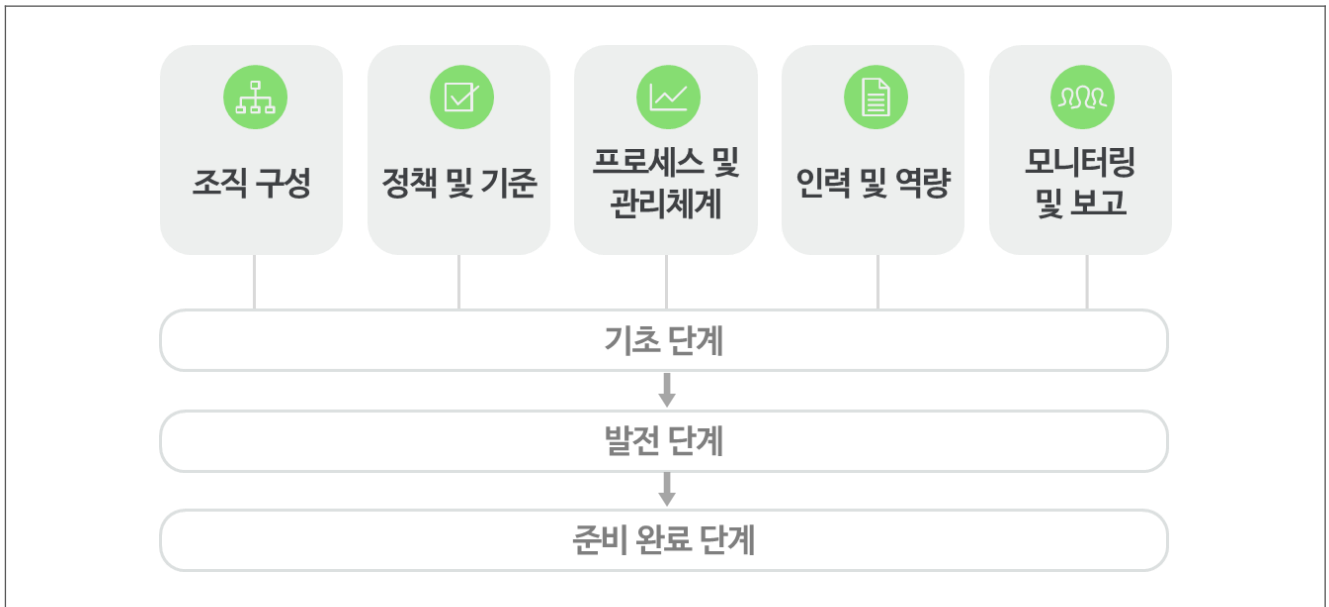 조직 구성
정책 및 기준
프로세스 및
관리체계
인력 및 역량
모니터링
및 보고
기초 단계
발전 단계
준비 완료 단계